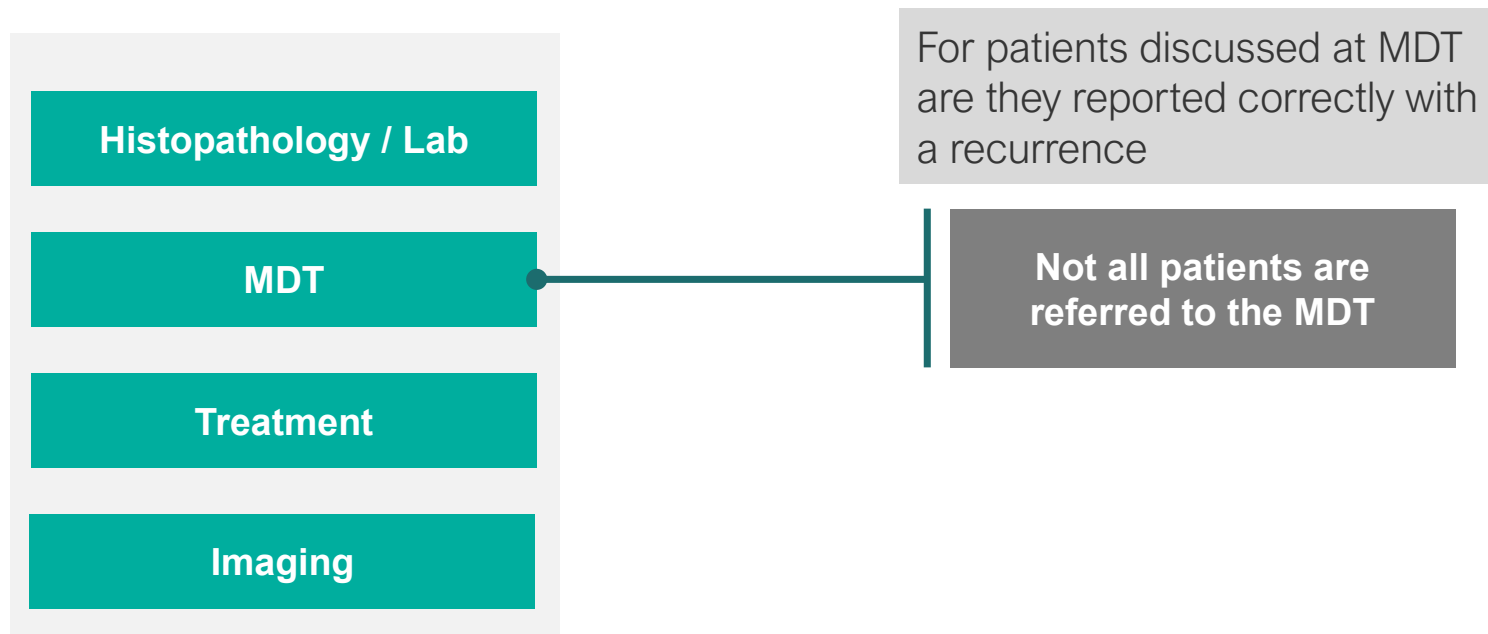 Histopathology / Lab
MDT
Treatment
Imaging
For patients discussed at MDT
are they reported correctly with
a recurrence
Not all patients are
referred to the MDT